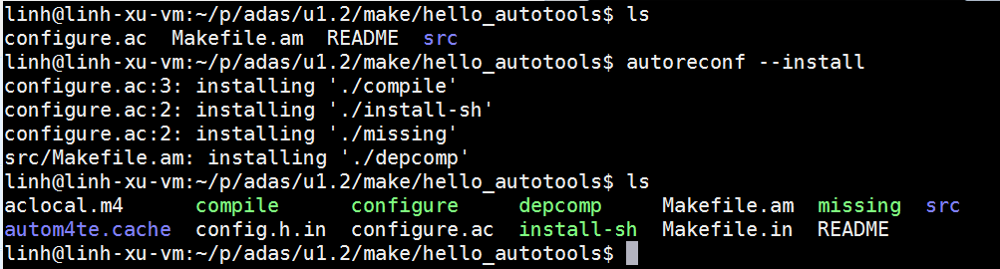 linh@linh-xu-vm:~/p/adas/u1.2/make/hello_autotools$ ls
configure.ac  Makefile.am  README  src
linh@linh-xu-vm:~/p/adas/u1.2/make/hello_autotools$ autoreconf --install
configure.ac:3: installing './compile'
configure.ac:2: installing './install-sh'
configure.ac:2: installing './missing'
src/Makefile.am: installing './depcomp'
linh@linh-xu-vm:~/p/adas/u1.2/make/hello_autotools$ ls
aclocal.m4      compile      configure     depcomp     Makefile.am  missing  src
autom4te.cache  config.h.in  configure.ac  install-sh  Makefile.in  README
linh@linh-xu-vm:~/p/adas/u1.2/make/hello_autotools$